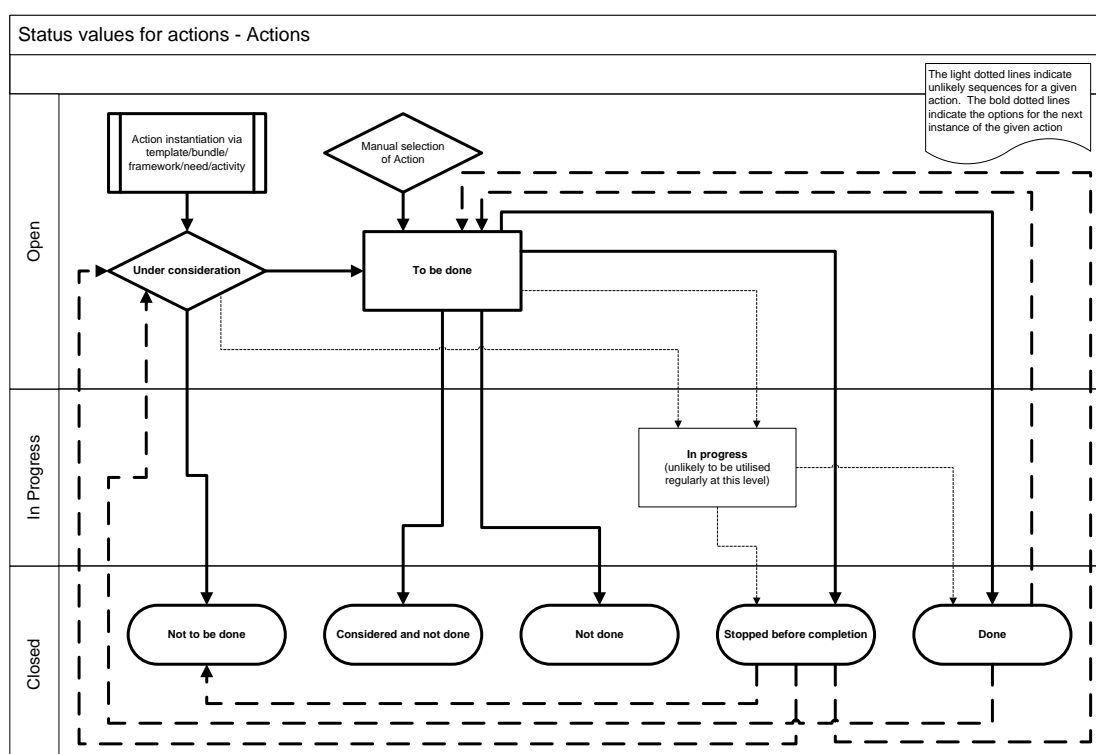 Status values for actions - Actions
The light dotted lines indicate
unlikely sequences for a given
action. The bold dotted lines
indicate the options for the next
instance of the given action
Open
Action instantiation via
template/bundle/
framework/need/activity
Manual selection
of Action
Under consideration
To be done
In Progress
In progress
(unlikely to be utilised
regularly at this level)
Closed
Not to be done
Considered and not done
Not done
Stopped before completion
Done